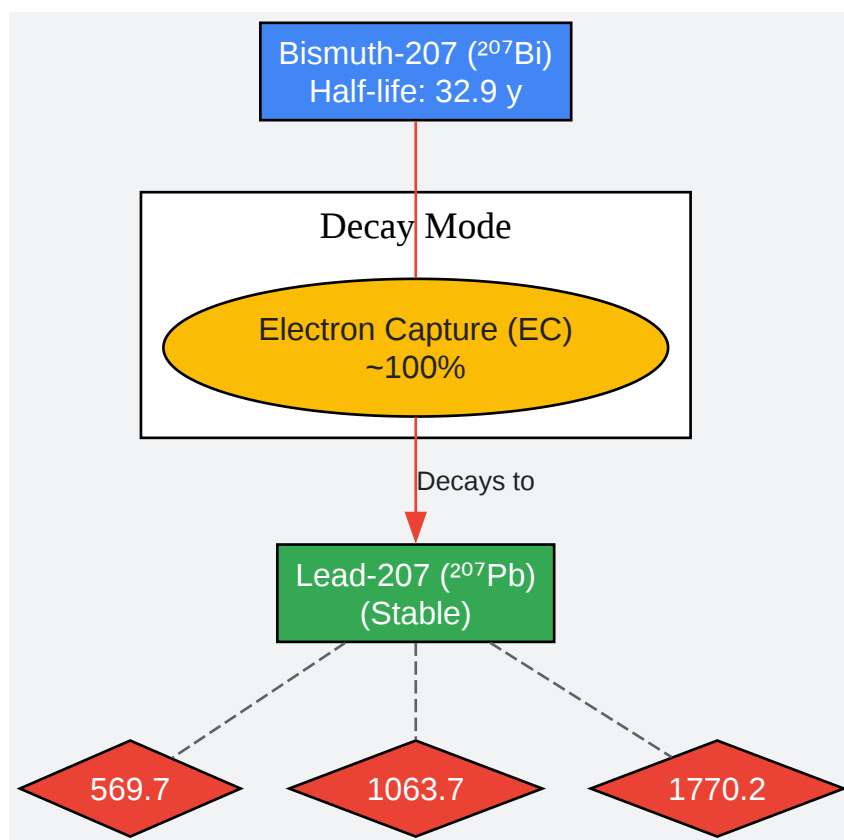 Bismuth-207 (²⁰⁷Bi)
Half-life: 32.9 y
Decay Mode
Electron Capture (EC)
~100%
Decays to
Lead-207 (²⁰⁷Pb)
(Stable)
569.7
1063.7
1770.2